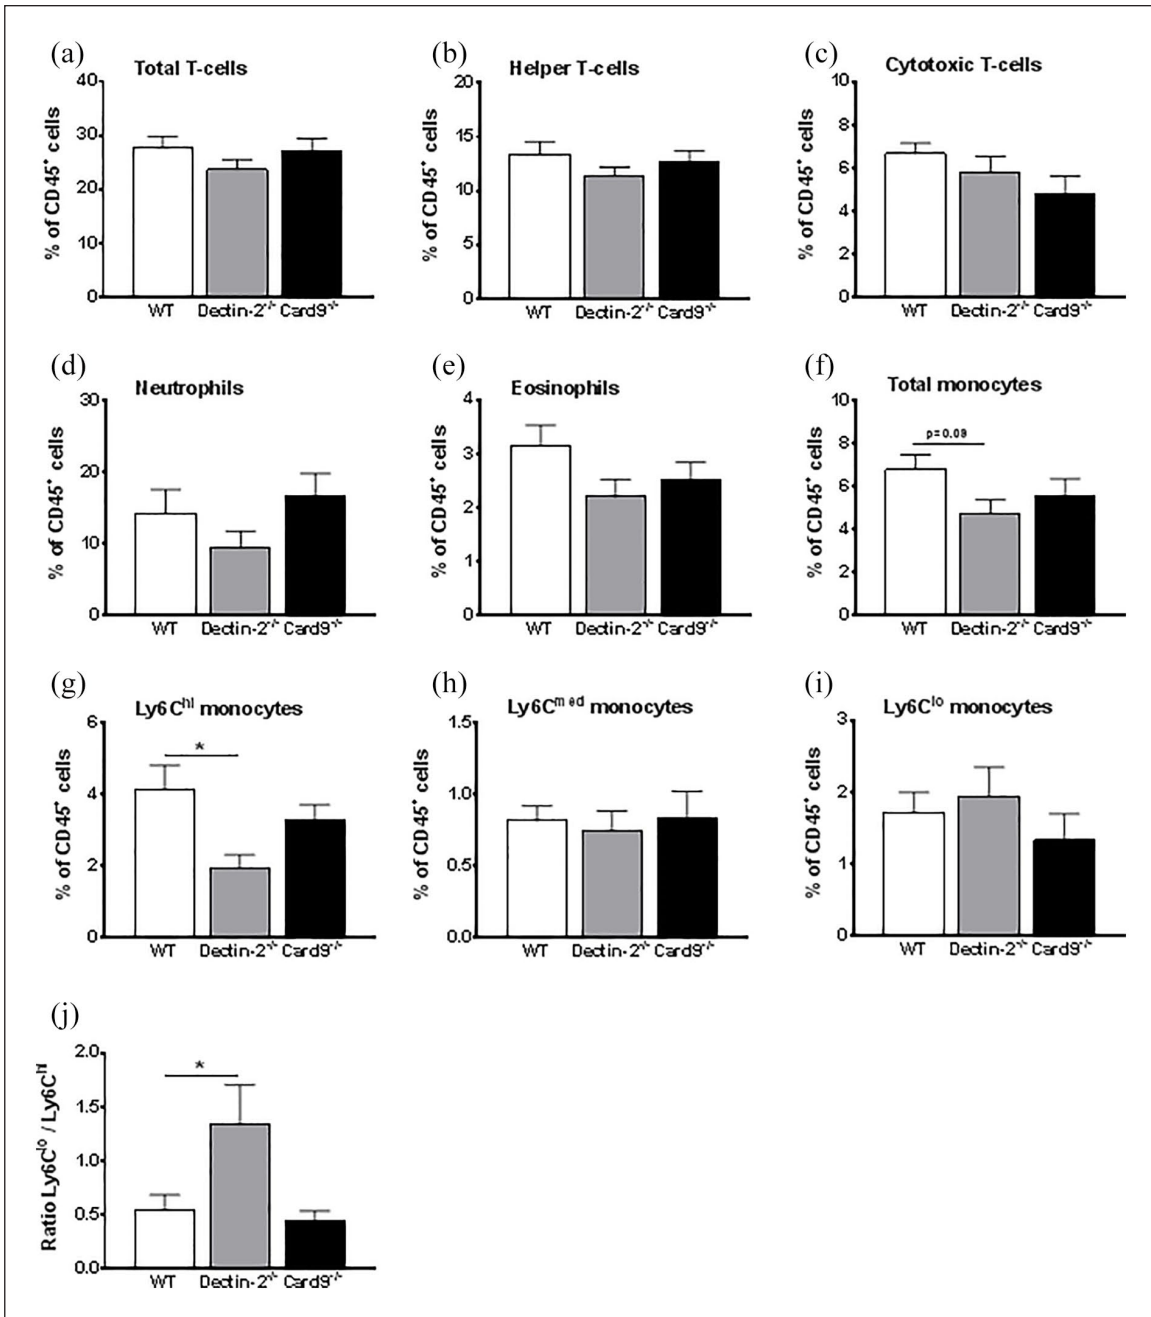 (a) Total T-cells
% of CD45⁺ cells
40
30
20
10
0
WT Dectin-2⁻/⁻ Card9⁻/⁻
(b) Helper T-cells
% of CD45⁺ cells
20
15
10
5
0
WT Dectin-2⁻/⁻ Card9⁻/⁻
(c) Cytotoxic T-cells
% of CD45⁺ cells
10
8
6
4
2
0
WT Dectin-2⁻/⁻ Card9⁻/⁻
(d) Neutrophils
% of CD45⁺ cells
30
20
10
0
WT Dectin-2⁻/⁻ Card9⁻/⁻
(e) Eosinophils
% of CD45⁺ cells
4
3
2
1
0
WT Dectin-2⁻/⁻ Card9⁻/⁻
(f) Total monocytes
% of CD45⁺ cells
10
8
6
4
2
0
p=0.09
WT Dectin-2⁻/⁻ Card9⁻/⁻
(g) Ly6Cʰⁱ monocytes
% of CD45⁺ cells
6
4
2
0
*
WT Dectin-2⁻/⁻ Card9⁻/⁻
(h) Ly6Cᵐᵉᵈ monocytes
% of CD45⁺ cells
1.5
1.0
0.5
0.0
WT Dectin-2⁻/⁻ Card9⁻/⁻
(i) Ly6Cˡᵒ monocytes
% of CD45⁺ cells
3
2
1
0
WT Dectin-2⁻/⁻ Card9⁻/⁻
(j)
Ratio Ly6Cˡᵒ / Ly6Cʰⁱ
2.0
1.5
1.0
0.5
0.0
*
WT Dectin-2⁻/⁻ Card9⁻/⁻